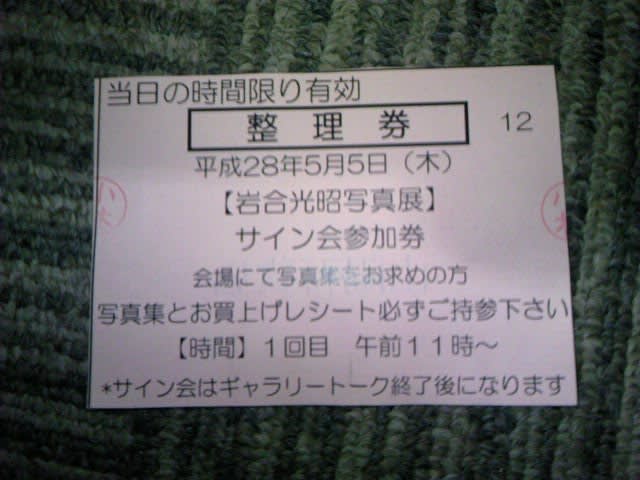 当日の時間限り有効
整理券 12
平成28年5月5日（木）
【岩合光昭写真展】
サイン会参加券
会場にて写真集をお求めの方
写真集とお買上げレシート必ずご持参下さい
【時間】1回目 午前11時～
*サイン会はギャラリートーク終了後になります